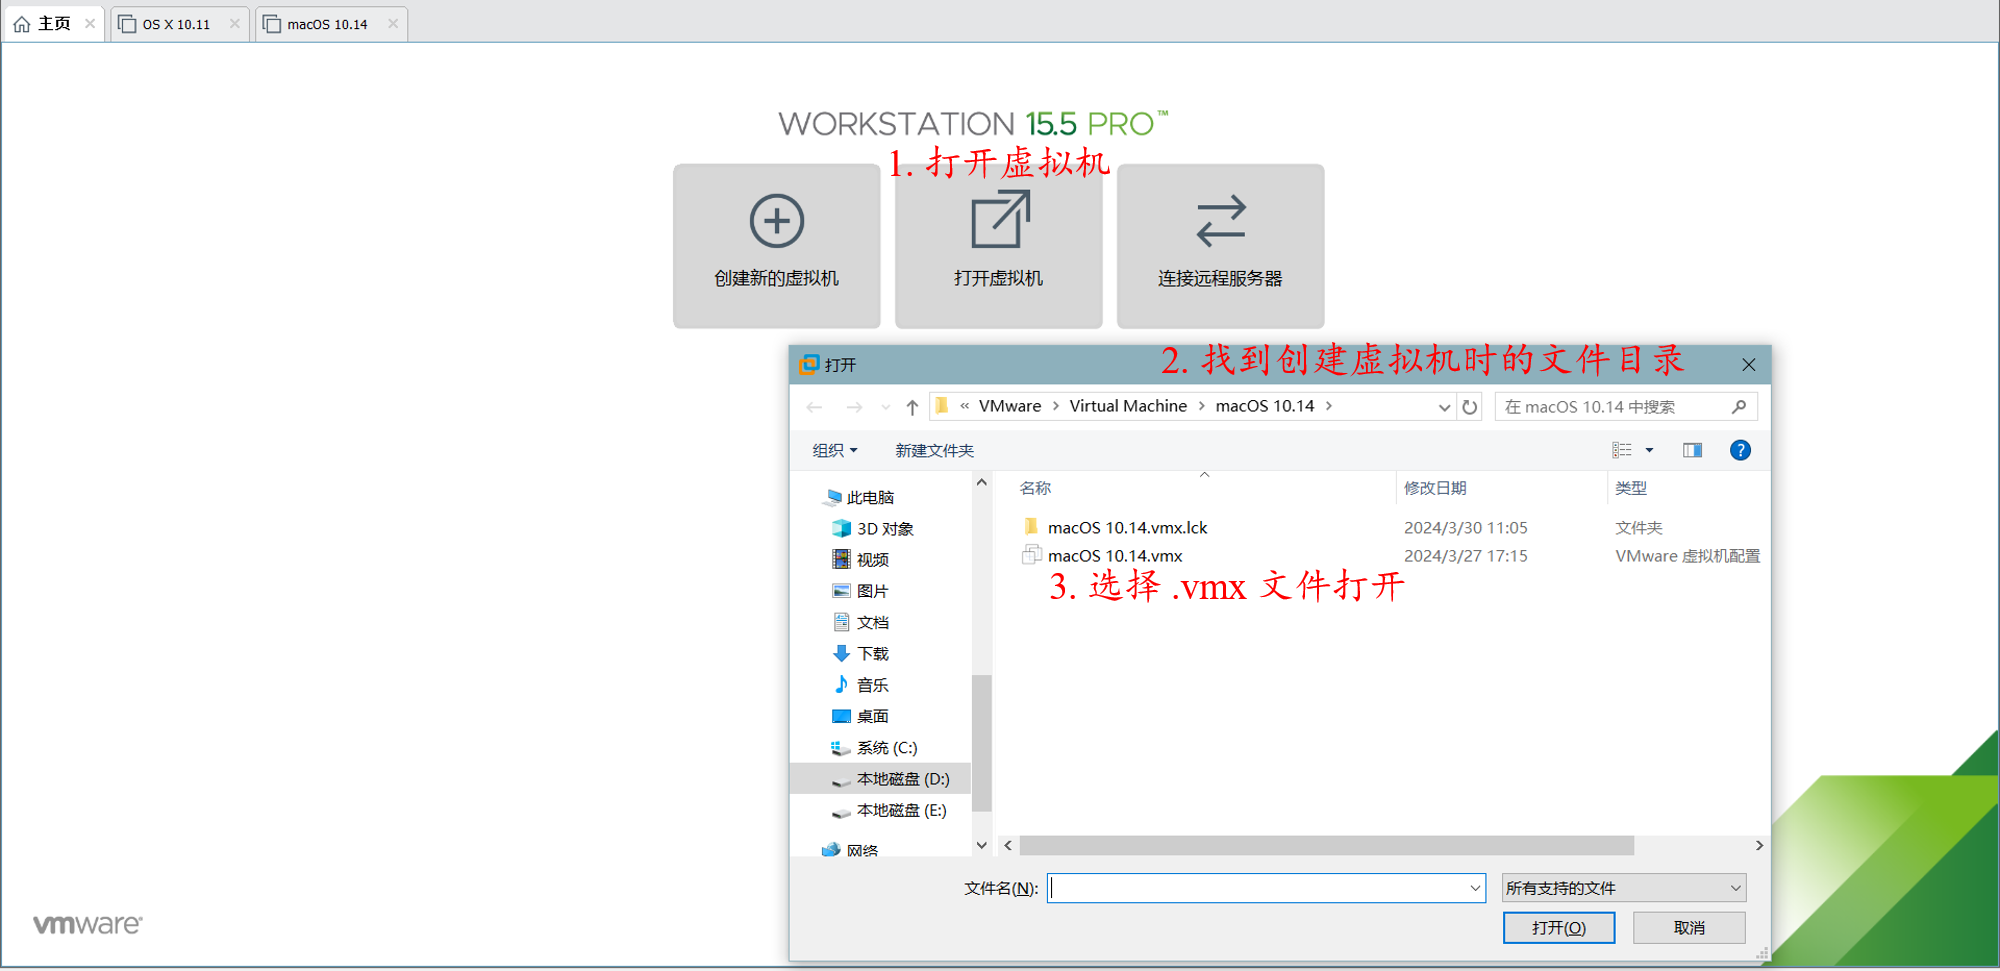 主页
OS X 10.11
macOS 10.14
WORKSTATION 15.5 PRO™
1. 打开虚拟机
创建新的虚拟机
打开虚拟机
连接远程服务器
打开
2. 找到创建虚拟机时的文件目录
« VMware > Virtual Machine > macOS 10.14 >
在 macOS 10.14 中搜索
组织
新建文件夹
名称
修改日期
类型
此电脑
3D 对象
视频
图片
文档
下载
音乐
桌面
系统 (C:)
本地磁盘 (D:)
本地磁盘 (E:)
网络
macOS 10.14.vmx.lck 2024/3/30 11:05 文件夹
macOS 10.14.vmx 2024/3/27 17:15 VMware 虚拟机配置
3. 选择 .vmx 文件打开
文件名(N):
所有支持的文件
打开(O)
取消
vmware®